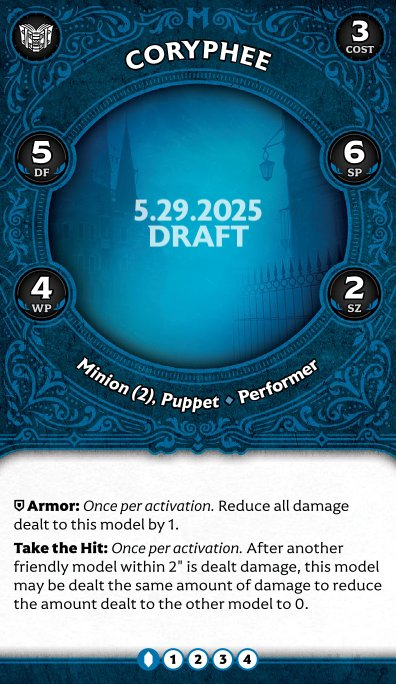 3
COST
CORYPHEE
5
DF
6
SP
5.29.2025
DRAFT
4
WP
2
SZ
Minion (2), Puppet ◆ Performer
Armor: Once per activation. Reduce all damage
dealt to this model by 1.
Take the Hit: Once per activation. After another
friendly model within 2" is dealt damage, this model
may be dealt the same amount of damage to reduce
the amount dealt to the other model to 0.
1 2 3 4